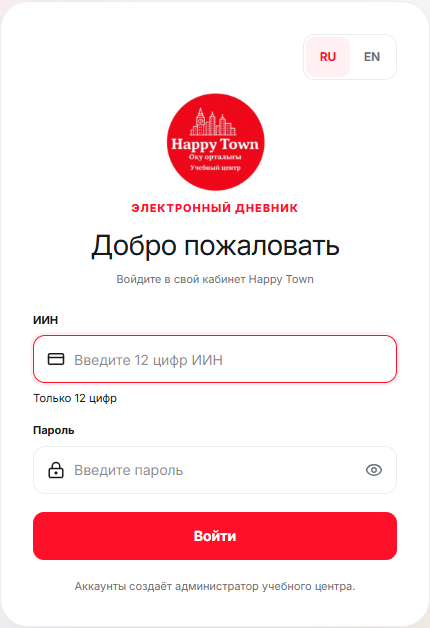 RU EN
Happy Town
Оқу орталығы
Учебный центр
ЭЛЕКТРОННЫЙ ДНЕВНИК
Добро пожаловать
Войдите в свой кабинет Happy Town
ИИН
Введите 12 цифр ИИН
Только 12 цифр
Пароль
Введите пароль
Войти
Аккаунты создаёт администратор учебного центра.